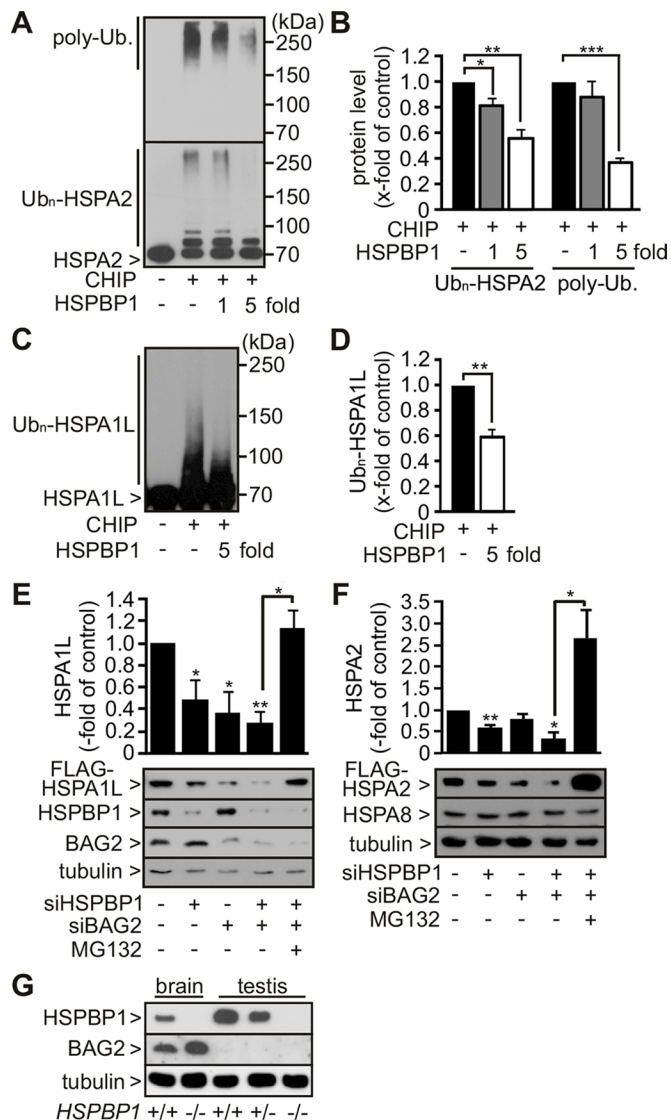 A
(kDa)
poly-Ub.
250
150
100
70
Ubn-HSPA2
250
150
100
HSPA2 >
70
CHIP - + + +
HSPBP1 - - 1 5 fold
B
protein level
(x-fold of control)
1.2
1.0
0.8
0.6
0.4
0.2
0
**
*
***
CHIP + + + + + +
HSPBP1 - 1 5 - 1 5 fold
Ubn-HSPA2 poly-Ub.
C
(kDa)
250
150
Ubn-HSPA1L
100
HSPA1L >
70
CHIP - + +
HSPBP1 - - 5 fold
D
Ubn-HSPA1L
(x-fold of control)
1.2
1.0
0.8
0.6
0.4
0.2
0
**
CHIP + +
HSPBP1 - 5 fold
E
HSPA1L
(-fold of control)
1.4
1.2
1.0
0.8
0.6
0.4
0.2
0
* * ** *
FLAG-
HSPA1L >
HSPBP1 >
BAG2 >
tubulin >
siHSPBP1 - + - + +
siBAG2 - - + + +
MG132 - - - - +
F
HSPA2
(-fold of control)
3.5
3.0
2.5
2.0
1.5
1.0
0.5
0.0
** * *
FLAG-
HSPA2 >
HSPA8 >
tubulin >
siHSPBP1 - + - + +
siBAG2 - - + + +
MG132 - - - - +
G
brain testis
HSPBP1 >
BAG2 >
tubulin >
HSPBP1 +/+ -/- +/+ +/- -/-